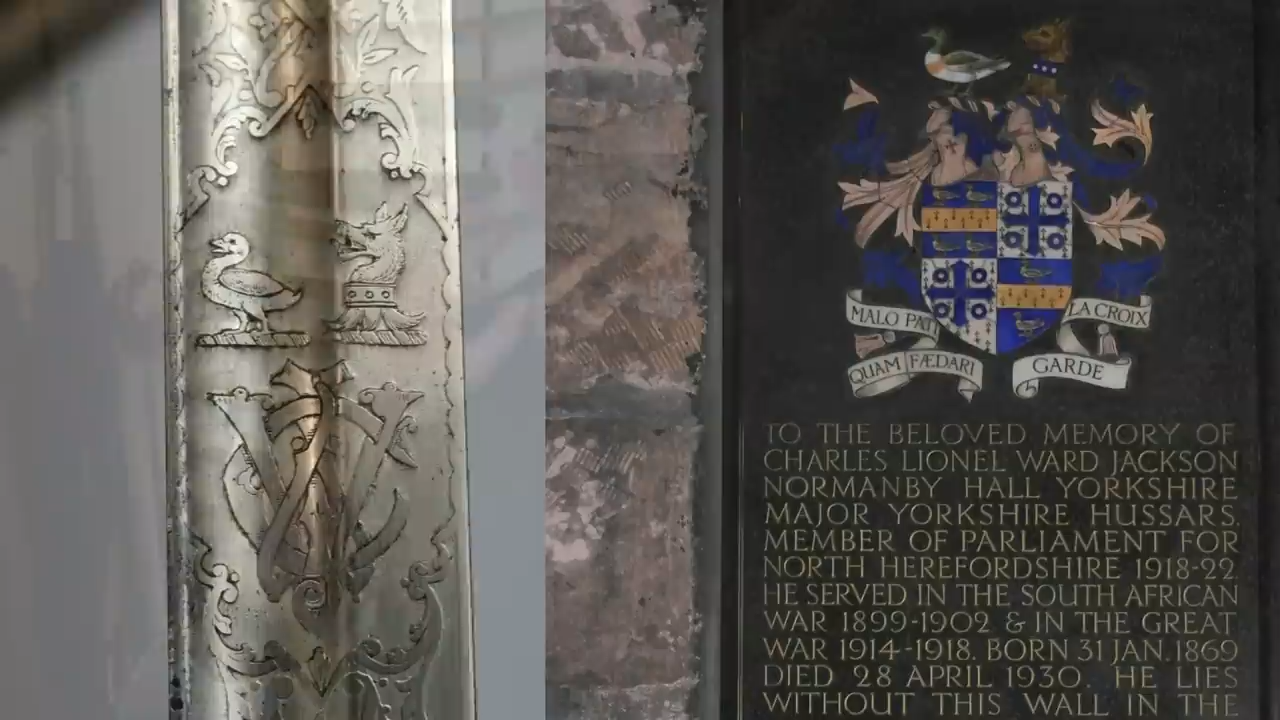 MALO PATI
QUAM FÆDARI
LA CROIX
GARDE
TO THE BELOVED MEMORY OF
CHARLES LIONEL WARD JACKSON
NORMANBY HALL YORKSHIRE
MAJOR YORKSHIRE HUSSARS.
MEMBER OF PARLIAMENT FOR
NORTH HEREFORDSHIRE 1918-22.
HE SERVED IN THE SOUTH AFRICAN
WAR 1899-1902 & IN THE GREAT
WAR 1914-1918. BORN 31 JAN. 1869
DIED 28 APRIL 1930. HE LIES
WITHOUT THIS WALL IN THE